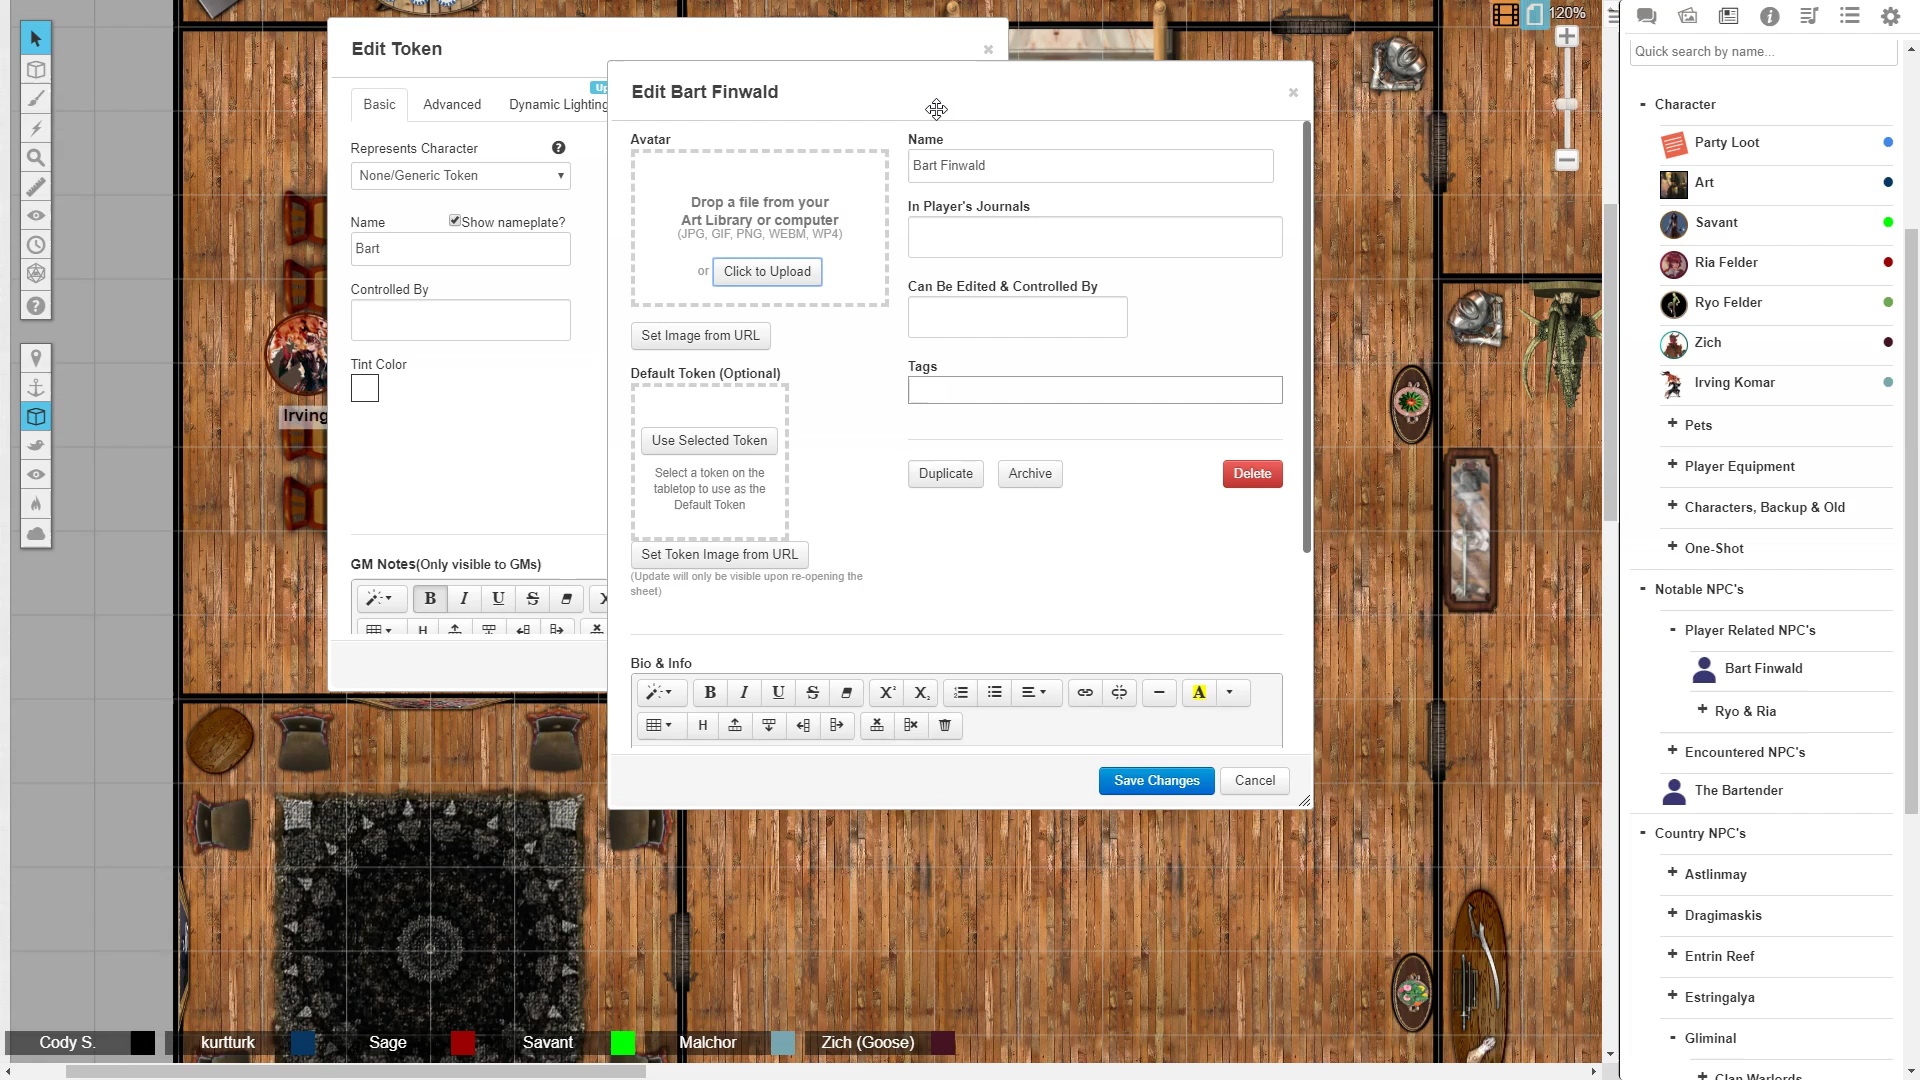 Edit Token
Up
Basic
Advanced
Dynamic Lighting
Represents Character
None/Generic Token
Name
Show nameplate?
Bart
Controlled By
Tint Color
GM Notes(Only visible to GMs)
B I U S
H
Irving
Edit Bart Finwald
Avatar
Drop a file from your
Art Library or computer
(JPG, GIF, PNG, WEBM, WP4)
or
Click to Upload
Set Image from URL
Default Token (Optional)
Use Selected Token
Select a token on the
tabletop to use as the
Default Token
Set Token Image from URL
(Update will only be visible upon re-opening the
sheet)
Name
Bart Finwald
In Player's Journals
Can Be Edited & Controlled By
Tags
Duplicate
Archive
Delete
Bio & Info
B I U S X' X, A
H
Save Changes
Cancel
120%
Quick search by name...
Character
Party Loot
Art
Savant
Ria Felder
Ryo Felder
Zich
Irving Komar
Pets
Player Equipment
Characters, Backup & Old
One-Shot
Notable NPC's
Player Related NPC's
Bart Finwald
Ryo & Ria
Encountered NPC's
The Bartender
Country NPC's
Astlinmay
Dragimaskis
Entrin Reef
Estringalya
Gliminal
Clan Warlords
Cody S.
kurtturk
Sage
Savant
Malchor
Zich (Goose)